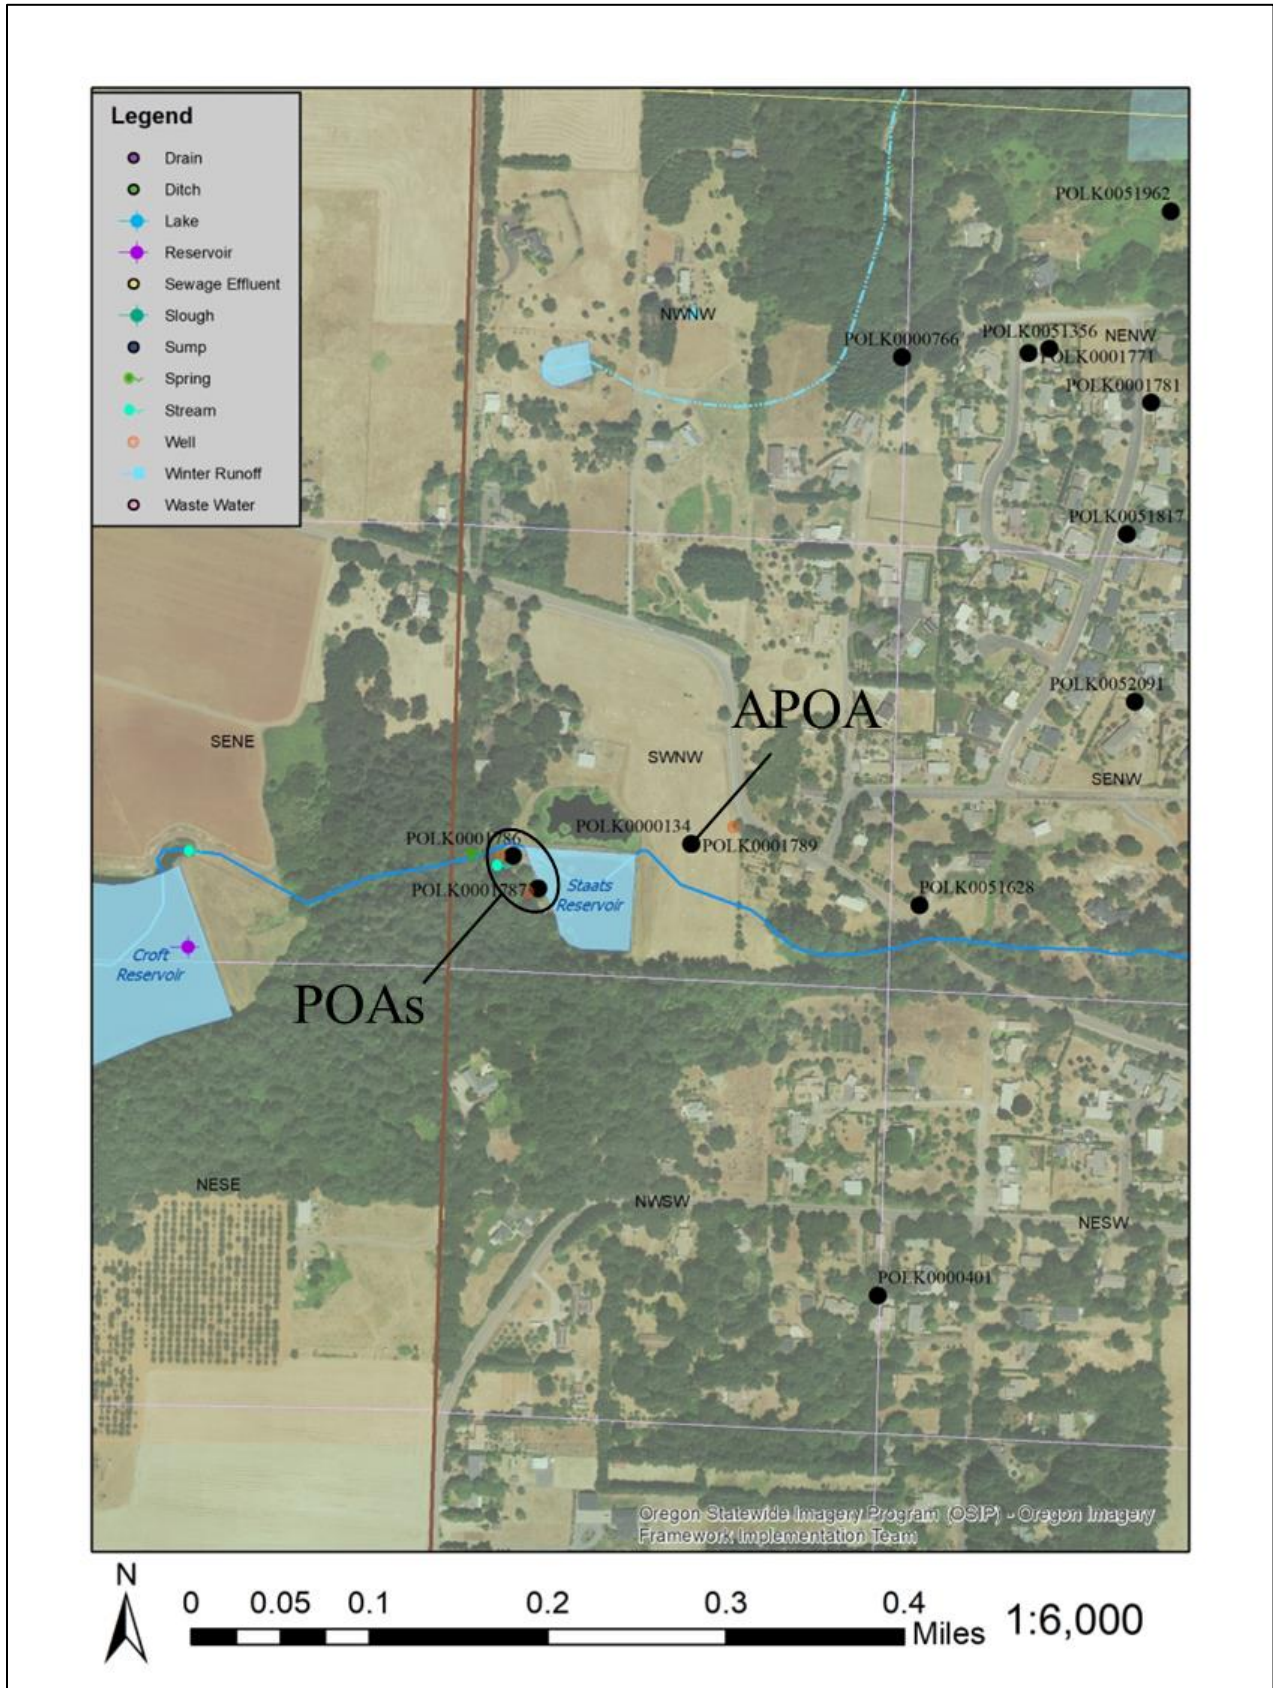 Legend
Drain
Ditch
Lake
Reservoir
Sewage Effluent
Slough
Sump
Spring
Stream
Well
Winter Runoff
Waste Water
POLK0051962
NWNW
POLK0000766
POLK0051356
NENW
POLK0001771
POLK0001781
POLK0051817
POLK0052091
APOA
SENE
SWNW
SENW
POLK0000134
POLK0001786
POLK0001789
POLK0001787
Staats
Reservoir
POLK0051628
Croft
Reservoir
POAs
NESE
NWSW
NESW
POLK0000401
Oregon Statewide Imagery Program (OSIP) - Oregon Imagery
Framework Implementation Team
N
0 0.05 0.1 0.2 0.3 0.4
Miles
1:6,000